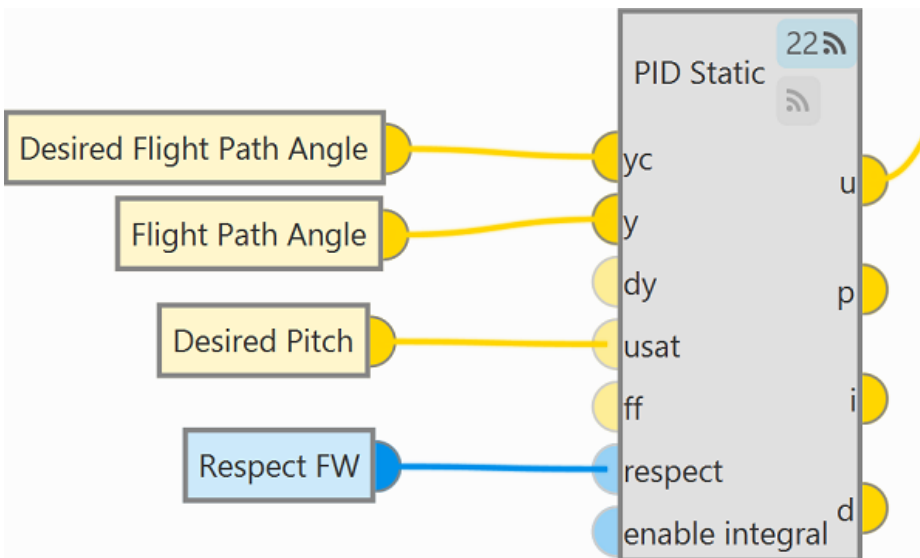 22
PID Static
Desired Flight Path Angle
yc
u
Flight Path Angle
y
dy
p
Desired Pitch
usat
ff
i
Respect FW
respect
d
enable integral